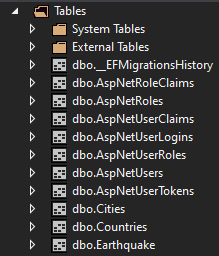 Tables
System Tables
External Tables
dbo.__EFMigrationsHistory
dbo.AspNetRoleClaims
dbo.AspNetRoles
dbo.AspNetUserClaims
dbo.AspNetUserLogins
dbo.AspNetUserRoles
dbo.AspNetUsers
dbo.AspNetUserTokens
dbo.Cities
dbo.Countries
dbo.Earthquake